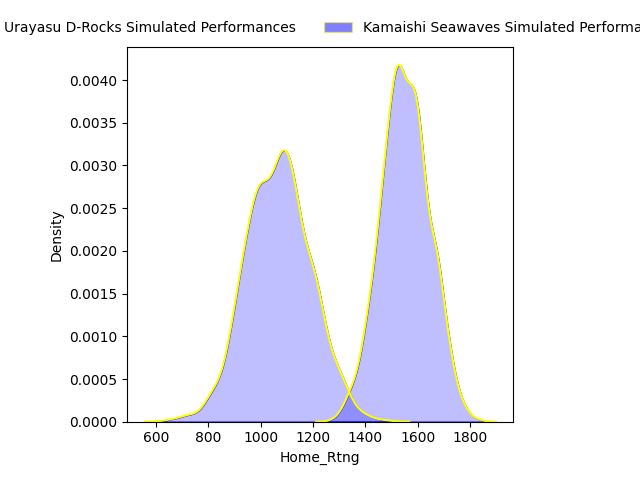 Urayasu D-Rocks Simulated Performances
Kamaishi Seawaves Simulated Performa
0.0040
0.0035
0.0030
0.0025
0.0020
0.0015
0.0010
0.0005
0.0000
Density
600 800 1000 1200 1400 1600 1800
Home_Rtng